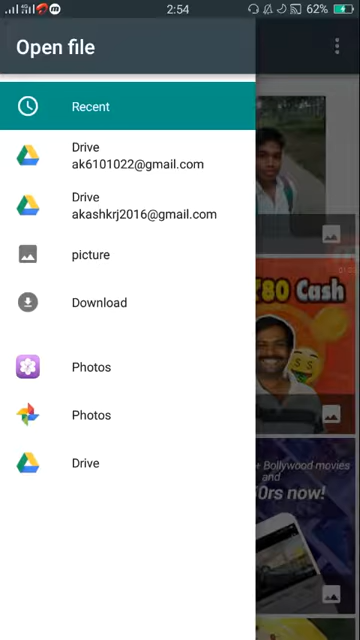 2:54
62%
Open file
Recent
Drive
ak6101022@gmail.com
Drive
akashkrj2016@gmail.com
picture
Download
Photos
Photos
Drive
₹80 Cash
+ Bollywood movies
and
0rs now!